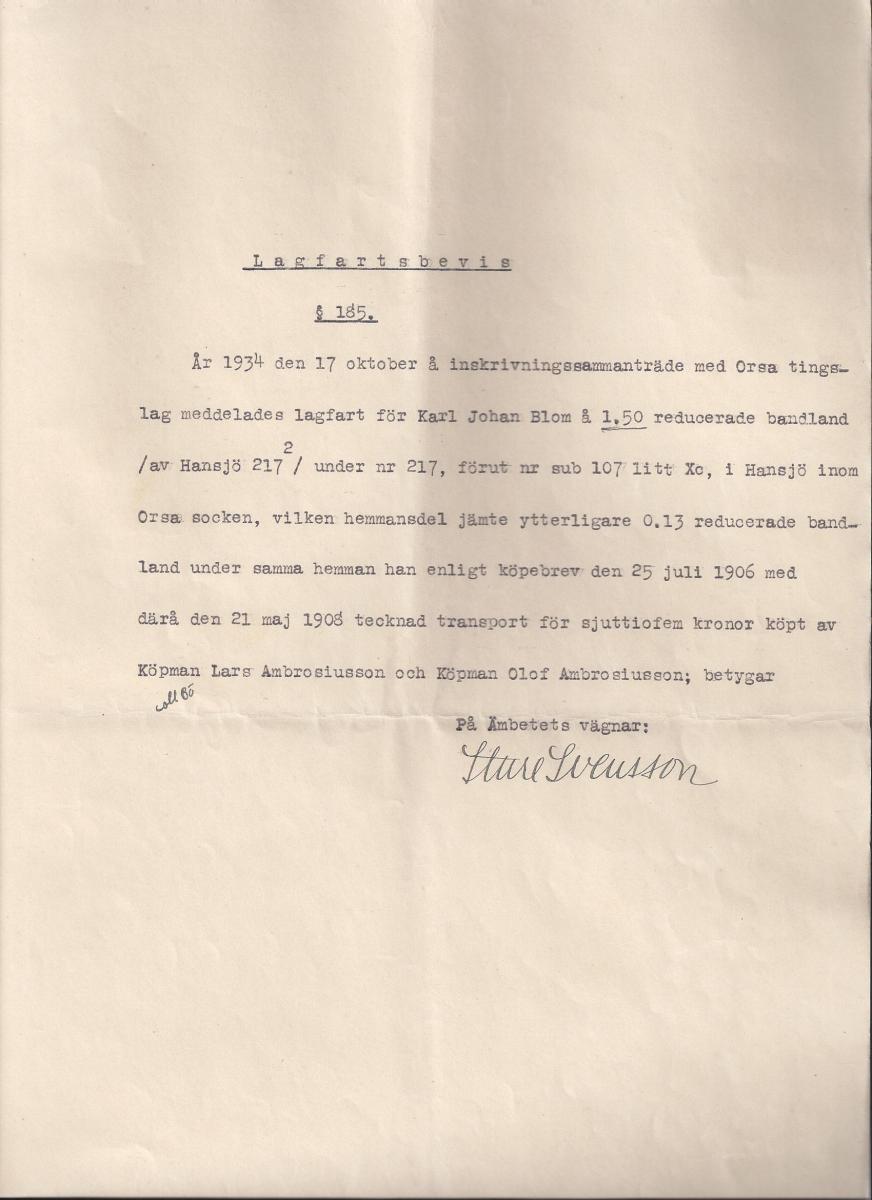 L a g f a r t s b e v i s
§ 185.
År 1934 den 17 oktober å inskrivningssammanträde med Orsa tings-
lag meddelades lagfart för Karl Johan Blom å 1.50 reducerade bandland
/av Hansjö 217²/ under nr 217, förut nr sub 107 litt Xc, i Hansjö inom
Orsa socken, vilken hemmansdel jämte ytterligare 0.13 reducerade band-
land under samma hemman han enligt köpebrev den 25 juli 1906 med
därå den 21 maj 1908 tecknad transport för sjuttiofem kronor köpt av
Köpman Lars Ambrosiusson och Köpman Olof Ambrosiusson; betygar
På Ämbetets vägnar:
Sture Svensson